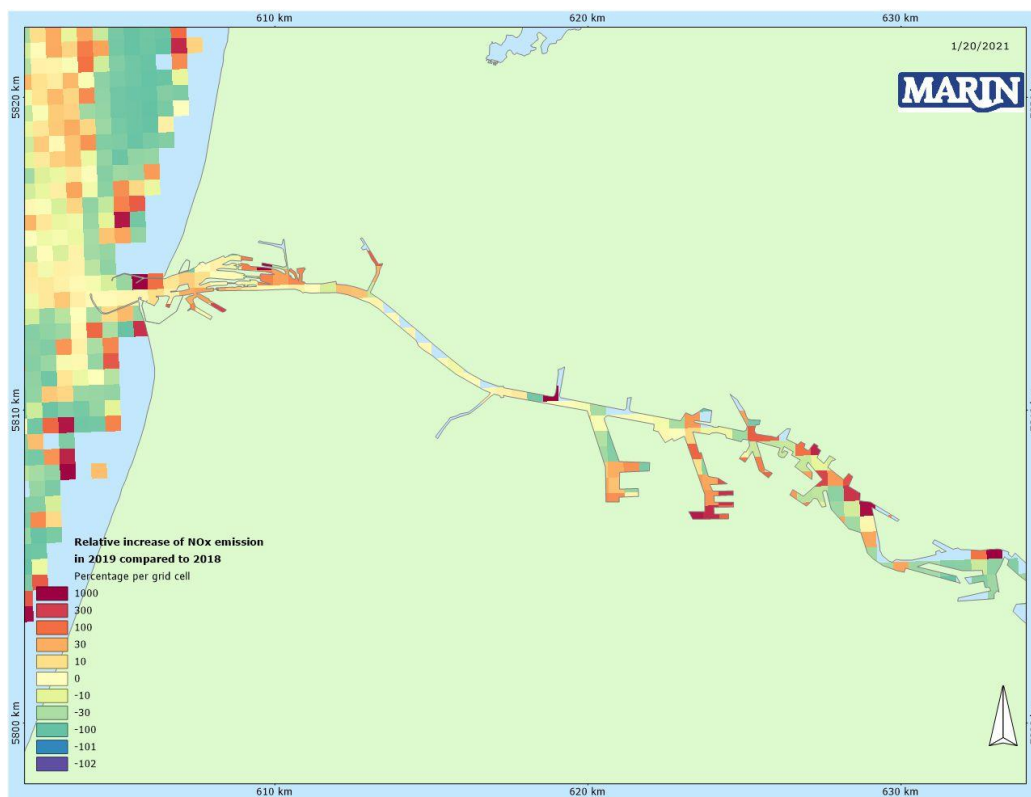 610 km
620 km
630 km
1/20/2021
MARIN
5820 km
5810 km
5800 km
Relative increase of NOx emission
in 2019 compared to 2018
Percentage per grid cell
1000
300
100
30
10
0
-10
-30
-100
-101
-102
610 km
620 km
630 km